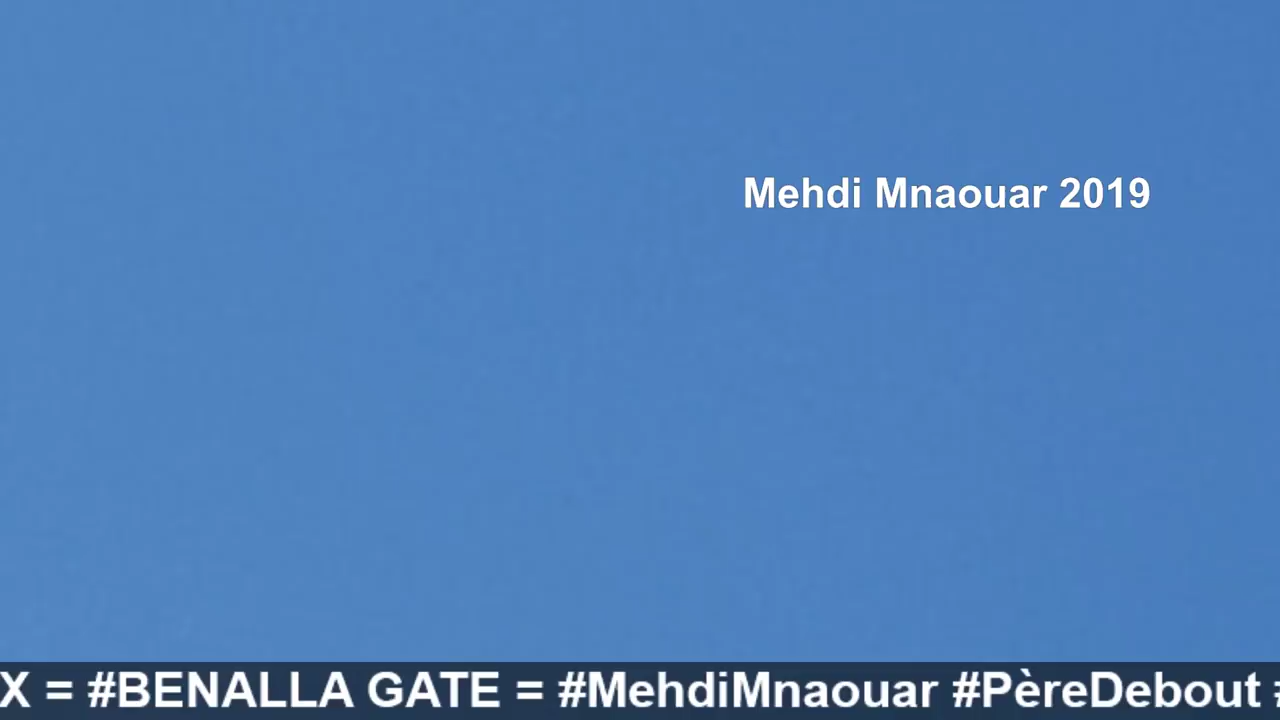 Mehdi Mnaouar 2019
X = #BENALLA GATE = #MehdiMnaouar #PèreDebout #